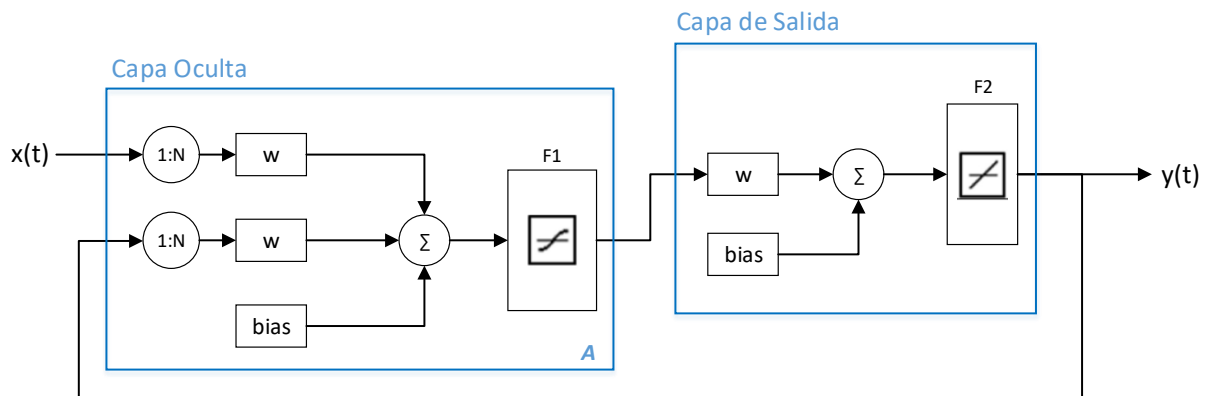 Capa de Salida
Capa Oculta
F2
x(t)
1:N
w
F1
w
Σ
y(t)
1:N
w
Σ
bias
bias
A